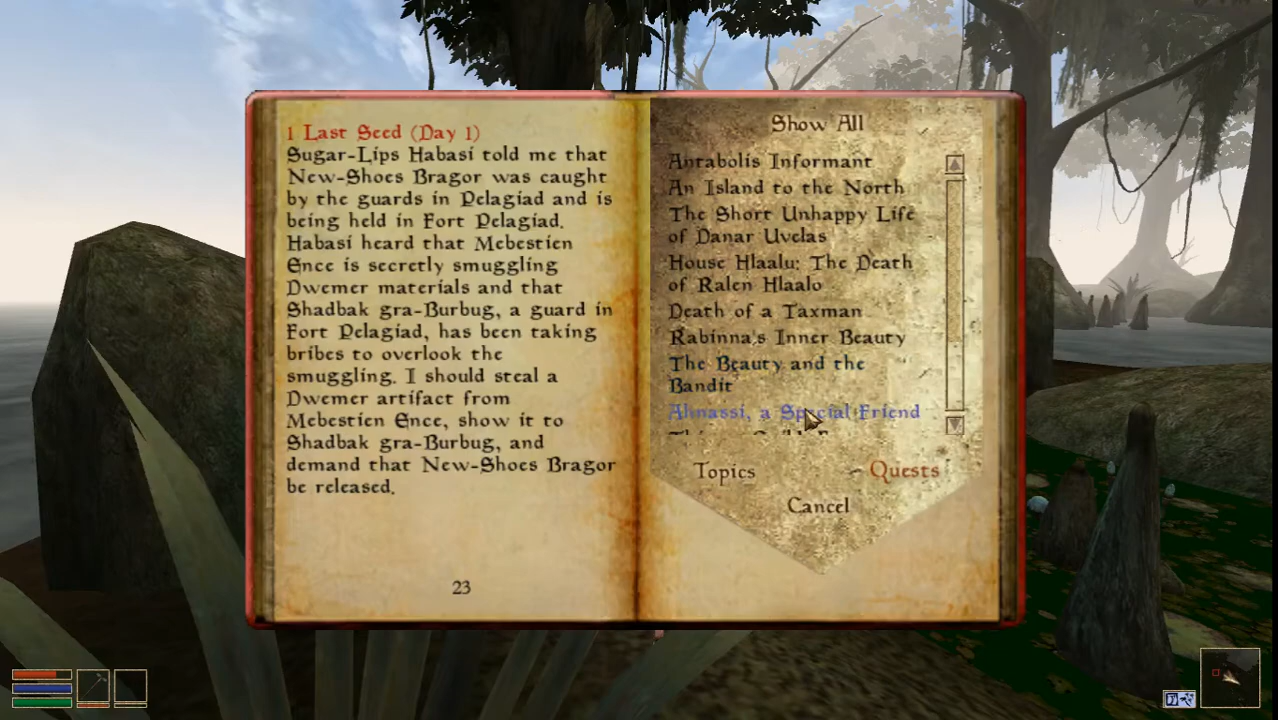 1 Last Seed (Day 1)
Sugar-Lips Habasi told me that
New-Shoes Bragor was caught
by the guards in Pelagiad and is
being held in Fort Pelagiad.
Habasi heard that Mebestien
Ence is secretly smuggling
Dwemer materials and that
Shadbak gra-Burbug, a guard in
Fort Pelagiad, has been taking
bribes to overlook the
smuggling. I should steal a
Dwemer artifact from
Mebestien Ence, show it to
Shadbak gra-Burbug, and
demand that New-Shoes Bragor
be released.
23
Show All
Antabolis Informant
An Island to the North
The Short Unhappy Life
of Danar Uvelas
House Hlaalu: The Death
of Ralen Hlaalo
Death of a Taxman
Rabinna's Inner Beauty
The Beauty and the
Bandit
Ahnassi, a Special Friend
Topics
Quests
Cancel